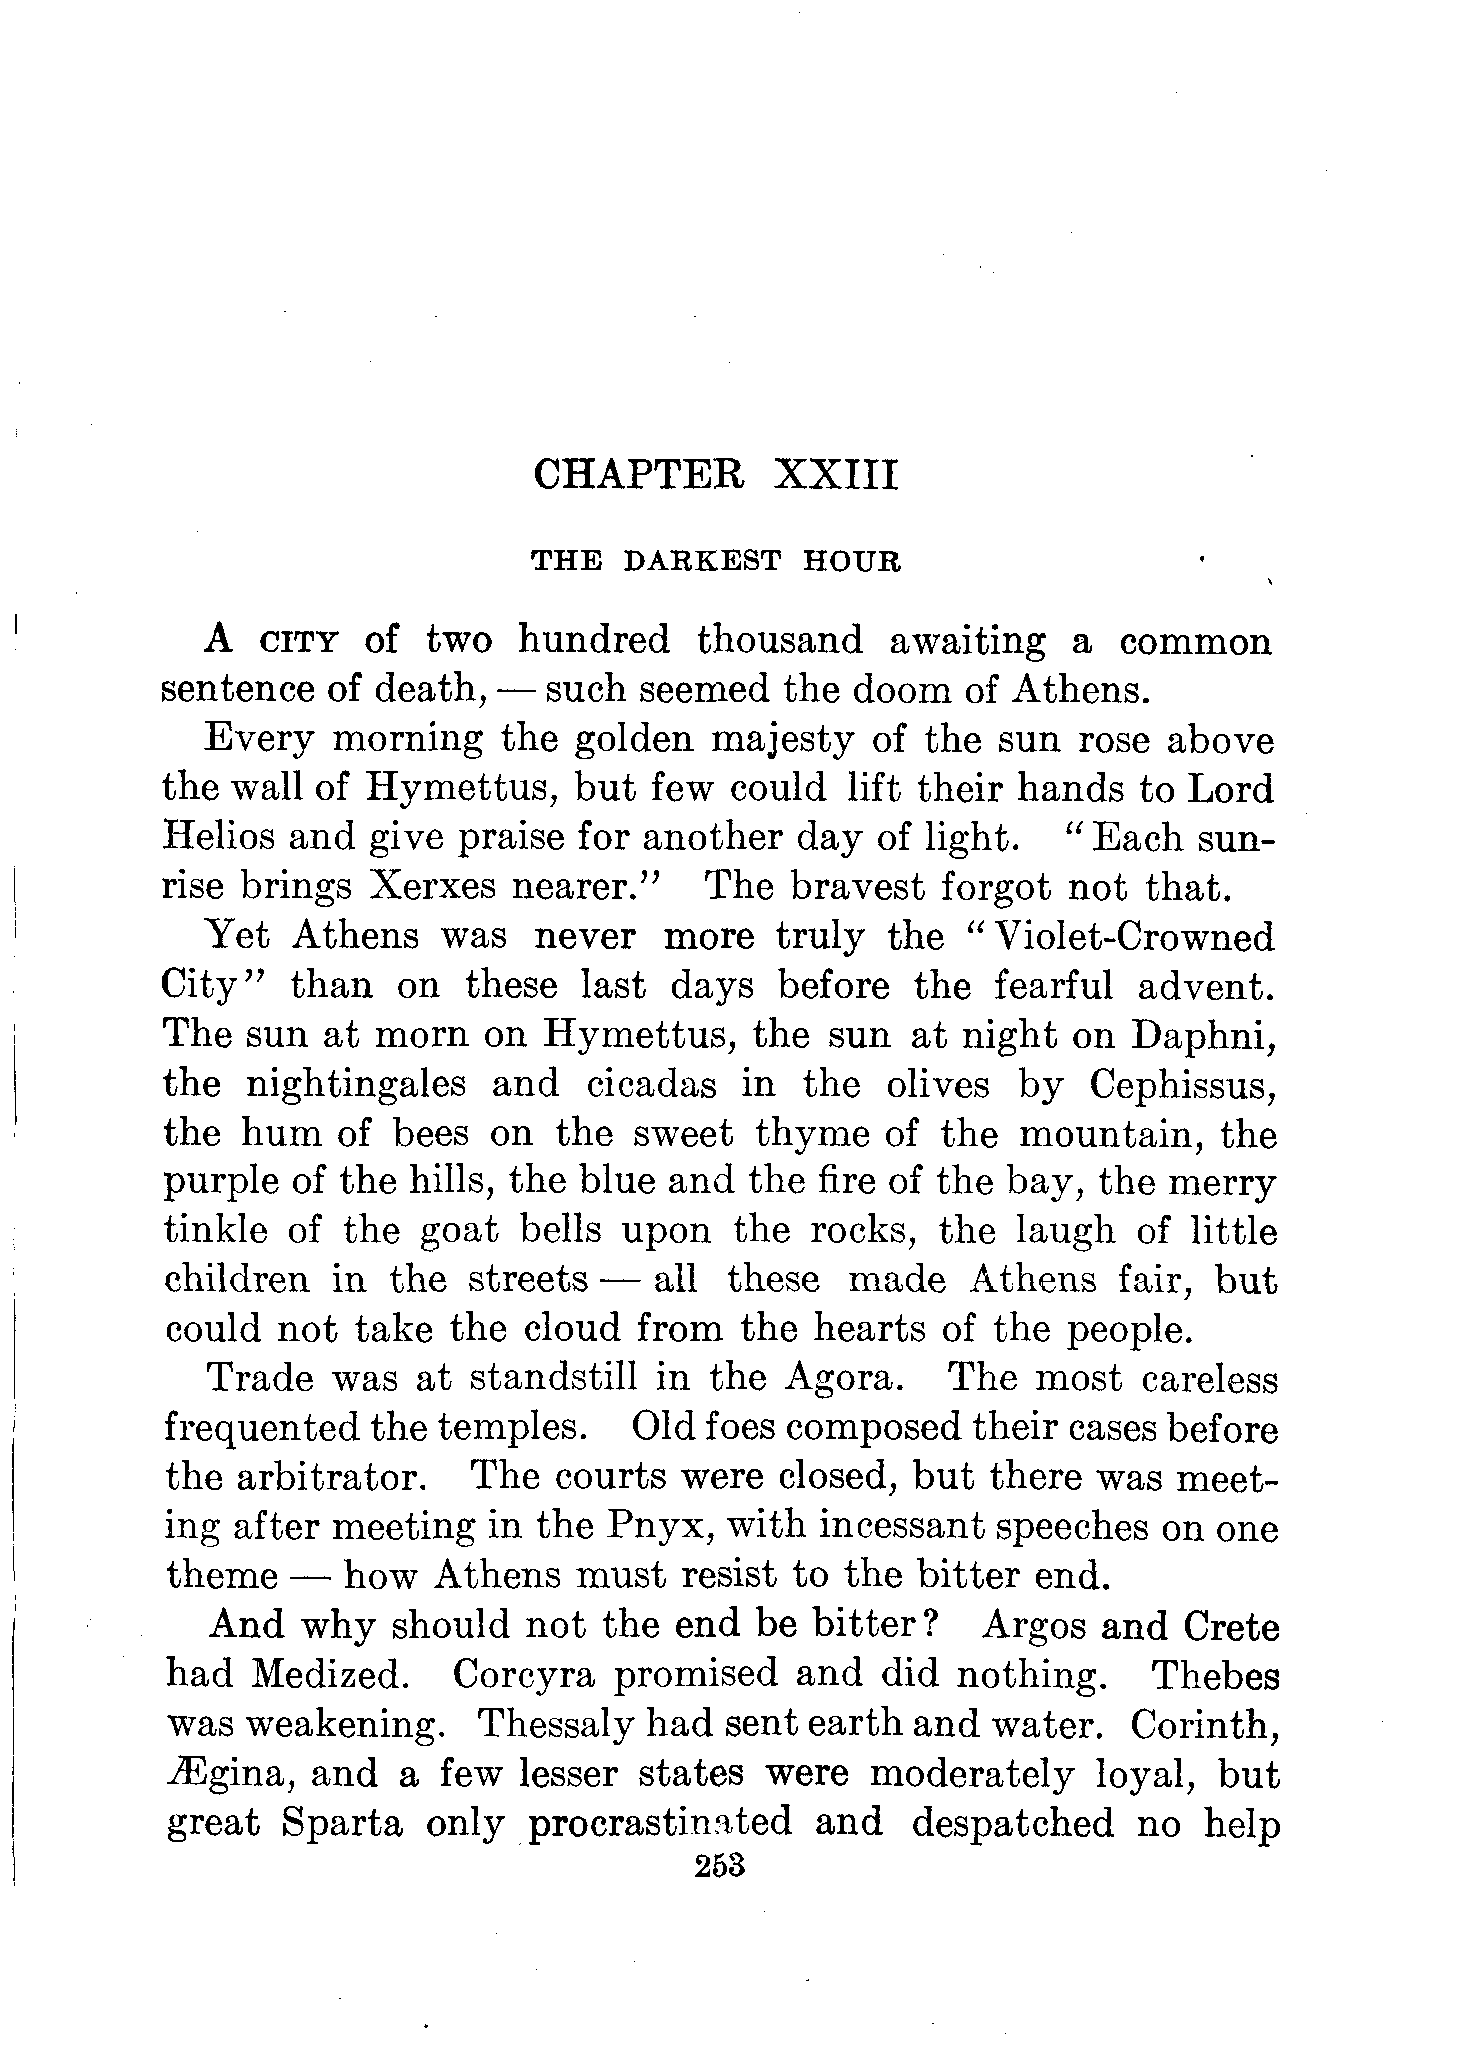 CHAPTER XXIII
THE DARKEST HOUR
A CITY of two hundred thousand awaiting a common
sentence of death, — such seemed the doom of Athens.
Every morning the golden majesty of the sun rose above
the wall of Hymettus, but few could lift their hands to Lord
Helios and give praise for another day of light. "Each sun-
rise brings Xerxes nearer." The bravest forgot not that.
Yet Athens was never more truly the "Violet-Crowned
City" than on these last days before the fearful advent.
The sun at morn on Hymettus, the sun at night on Daphni,
the nightingales and cicadas in the olives by Cephissus,
the hum of bees on the sweet thyme of the mountain, the
purple of the hills, the blue and the fire of the bay, the merry
tinkle of the goat bells upon the rocks, the laugh of little
children in the streets — all these made Athens fair, but
could not take the cloud from the hearts of the people.
Trade was at standstill in the Agora. The most careless
frequented the temples. Old foes composed their cases before
the arbitrator. The courts were closed, but there was meet-
ing after meeting in the Pnyx, with incessant speeches on one
theme — how Athens must resist to the bitter end.
And why should not the end be bitter? Argos and Crete
had Medized. Corcyra promised and did nothing. Thebes
was weakening. Thessaly had sent earth and water. Corinth,
Ægina, and a few lesser states were moderately loyal, but
great Sparta only procrastinated and despatched no help
253